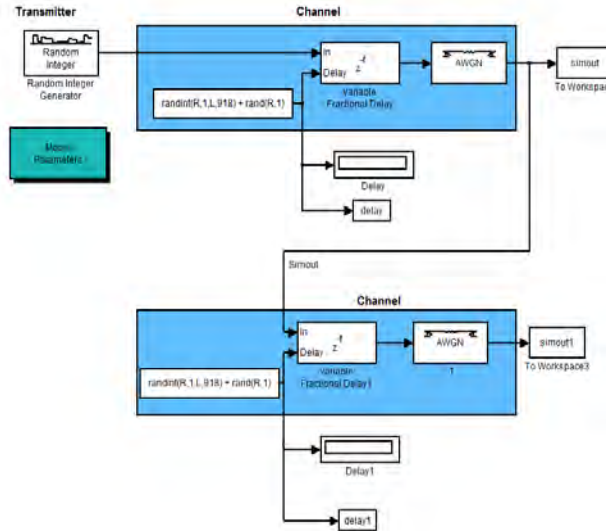 Transmitter
Channel
Random
Integer
Random Integer
Generator
In
Delay
z
-f
Variable
Fractional Delay
AWGN
simout
To Workspac
randint(R,1,L,918) + rand(R,1)
Model
Parameters
Delay
delay
Simout
Channel
In
Delay
z
-f
Variable
Fractional Delay1
AWGN
1
simout1
To Workspace3
randint(R,1,L,918) + rand(R,1)
Delay1
delay1